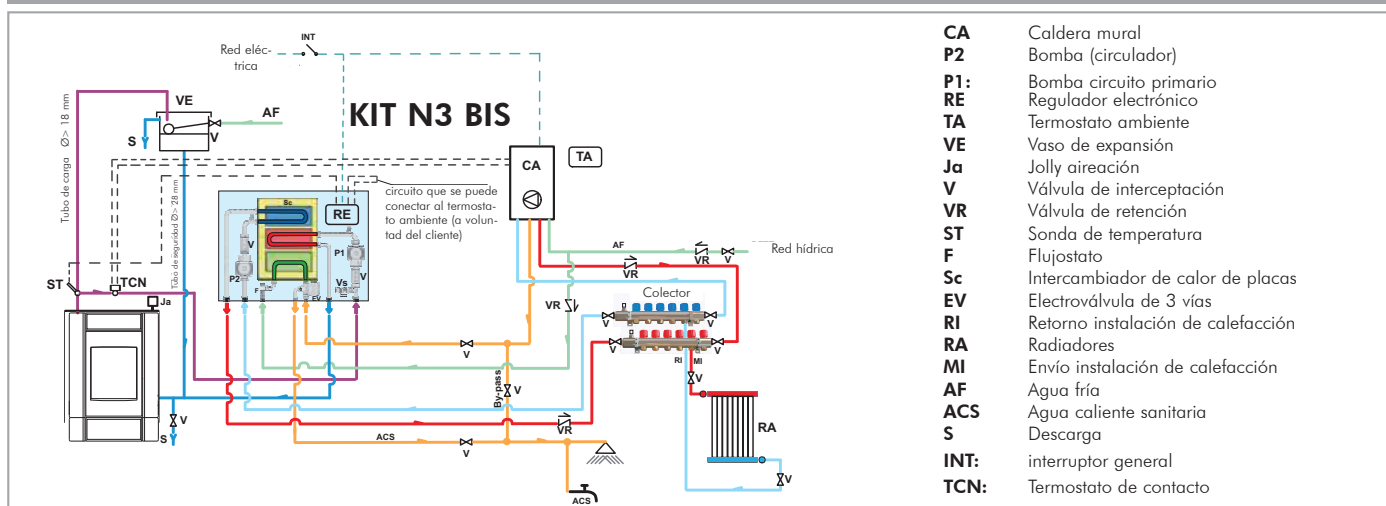 INT
Red eléc-
trica
KIT N3 BIS
Tubo de carga Ø> 18 mm
VE
AF
V
S
Tubo de seguridad Ø> 28 mm
CA
TA
circuito que se puede
conectar al termosta-
to ambiente (a volun-
tad del cliente)
Sc
RE
V
P1
P2
V
F
EV
Vs
ST
TCN
Ja
AF
VR
V
Red hídrica
VR
VR
Colector
V
V
V
V
RI
MI
V
V
By-pass
V
VR
RA
V
S
ACS
V
V
ACS
CA Caldera mural
P2 Bomba (circulador)
P1: Bomba circuito primario
RE Regulador electrónico
TA Termostato ambiente
VE Vaso de expansión
Ja Jolly aireación
V Válvula de interceptación
VR Válvula de retención
ST Sonda de temperatura
F Flujostato
Sc Intercambiador de calor de placas
EV Electroválvula de 3 vías
RI Retorno instalación de calefacción
RA Radiadores
MI Envío instalación de calefacción
AF Agua fría
ACS Agua caliente sanitaria
S Descarga
INT: interruptor general
TCN: Termostato de contacto